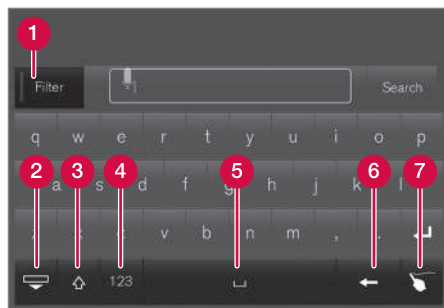 1
Filter
Search
q w e r t y u i o p
2 3 4 5 6 7
a s d f g h j k l
z x c v b n m , .
123